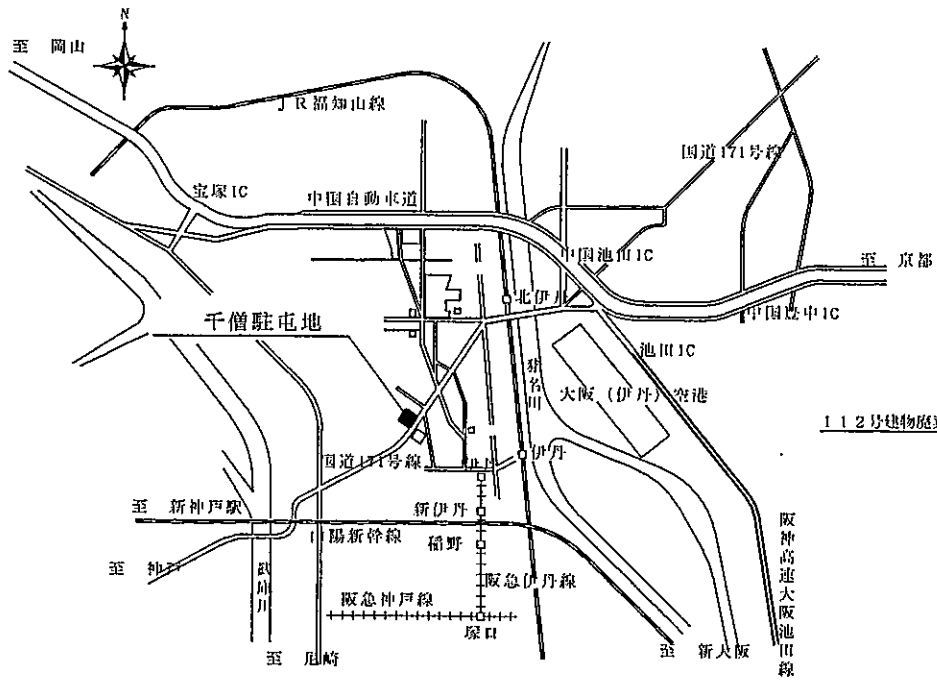 N
至 岡山
JR福知山線
国道171号線
宝塚IC
中国自動車道
中国池田IC
至 京都
北伊丹
中国豊中IC
千僧駐屯地
池田IC
猪名川
大阪（伊丹）空港
112号建物
国道171号線
伊丹
伊丹
至 新神戸駅
新伊丹
山陽新幹線
稲野
至 神戸
武庫川
阪急伊丹線
阪急神戸線
塚口
至 尼崎
至 新大阪
阪神高速大阪池田線